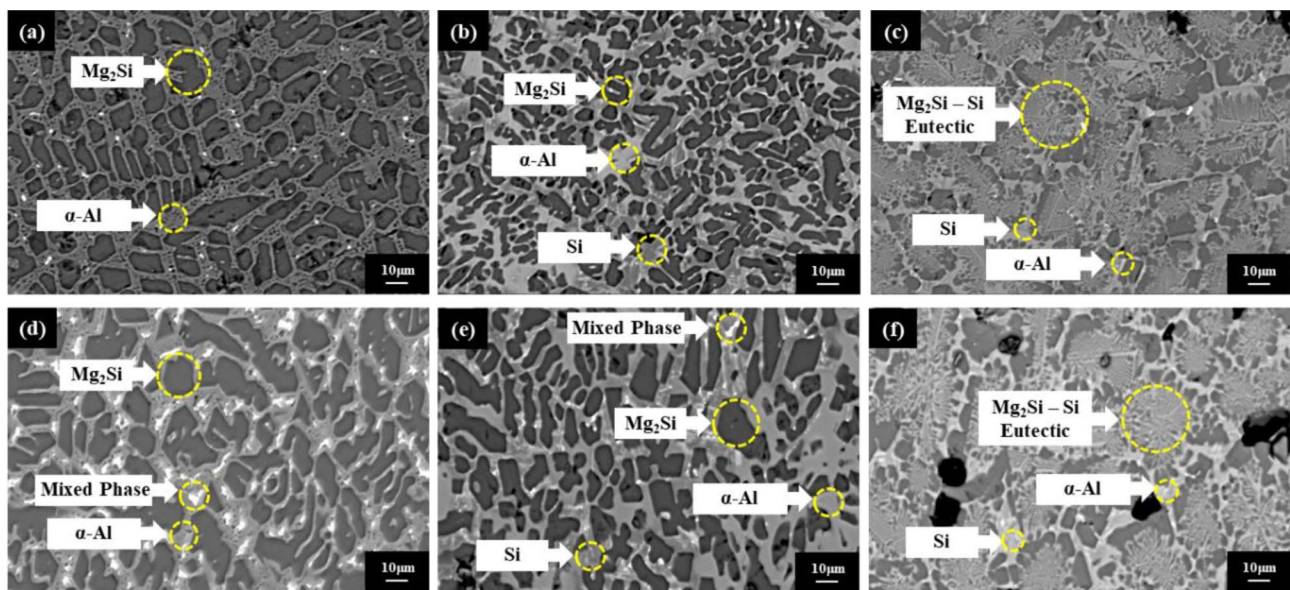 (a)
Mg₂Si
α-Al
10μm
(b)
Mg₂Si
α-Al
Si
10μm
(c)
Mg₂Si – Si
Eutectic
Si
α-Al
10μm
(d)
Mg₂Si
Mixed Phase
α-Al
10μm
(e)
Mixed Phase
Mg₂Si
α-Al
Si
10μm
(f)
Mg₂Si – Si
Eutectic
α-Al
Si
10μm